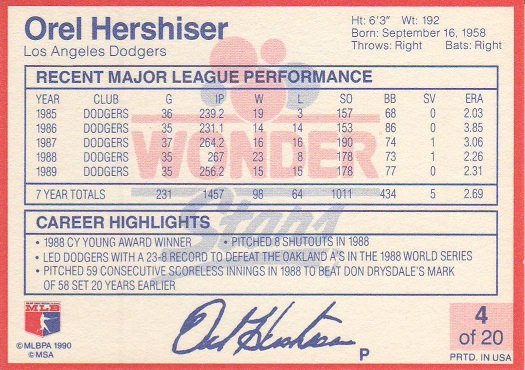 Orel Hershiser
Los Angeles Dodgers
Ht: 6'3" Wt: 192
Born: September 16, 1958
Throws: Right Bats: Right
RECENT MAJOR LEAGUE PERFORMANCE
YEAR CLUB G IP W L SO BB SV ERA
1985 DODGERS 36 239.2 19 3 157 68 0 2.03
1986 DODGERS 35 231.1 14 14 153 86 0 3.85
1987 DODGERS 37 264.2 16 16 190 74 1 3.06
1988 DODGERS 35 267 23 8 178 73 1 2.26
1989 DODGERS 35 256.2 15 15 178 77 0 2.31
7 YEAR TOTALS 231 1457 98 64 1011 434 5 2.69
WONDER
Stars
CAREER HIGHLIGHTS
• 1988 CY YOUNG AWARD WINNER • PITCHED 8 SHUTOUTS IN 1988
• LED DODGERS WITH A 23-8 RECORD TO DEFEAT THE OAKLAND A'S IN THE 1988 WORLD SERIES
• PITCHED 59 CONSECUTIVE SCORELESS INNINGS IN 1988 TO BEAT DON DRYSDALE'S MARK
OF 58 SET 20 YEARS EARLIER
MLB
©MLBPA 1990
©MSA
Orel Hershiser
P
4
of 20
PRTD. IN USA